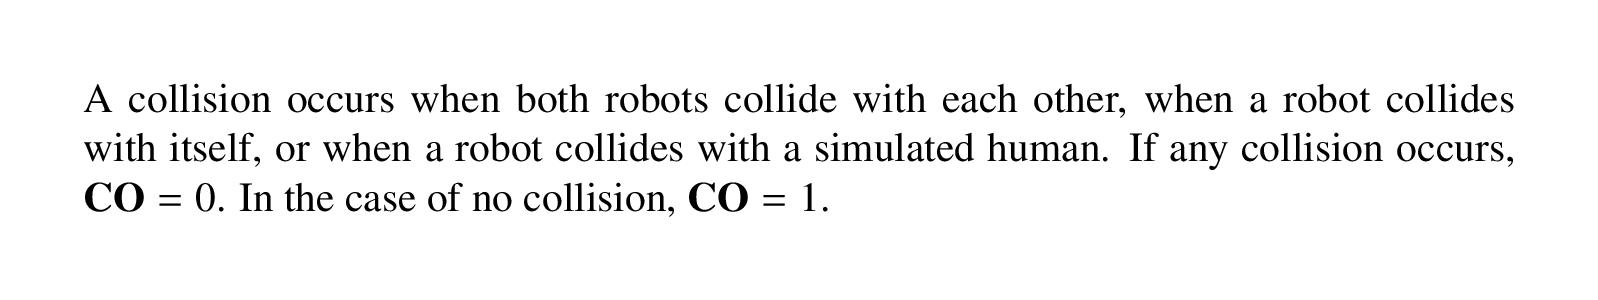 A collision occurs when both robots collide with each other, when a robot collides
with itself, or when a robot collides with a simulated human. If any collision occurs,
CO = 0. In the case of no collision, CO = 1.